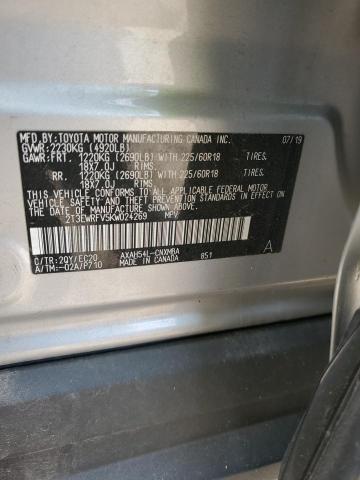 MFD.BY:TOYOTA MOTOR MANUFACTURING CANADA INC. 07/19
GVWR:2230KG (4920LB)
GAWR:FRT. 1220KG (2690LB) WITH 225/60R18 TIRES,
18X7.0J RIMS
RR. 1220KG (2690LB) WITH 225/60R18 TIRES,
18X7.0J RIMS
THIS VEHICLE CONFORMS TO ALL APPLICABLE FEDERAL MOTOR
VEHICLE SAFETY AND THEFT PREVENTION STANDARDS IN EFFECT
ON THE DATE OF MANUFACTURE SHOWN ABOVE.
2T3EWRFV5KW024269 MPV
C/TR:2QY/EC20 AXAH54L-CNXMBA A
A/TM:-02A/P710 MADE IN CANADA 851